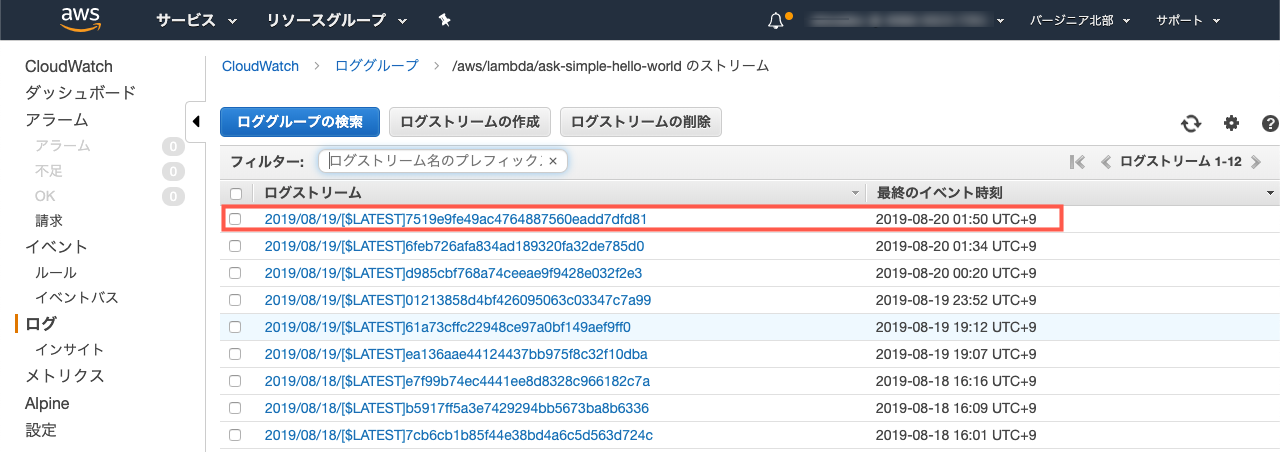 aws サービス リソースグループ バージニア北部 サポート
CloudWatch
ダッシュボード
アラーム
アラーム 0
不足 0
OK 0
請求
イベント
ルール
イベントバス
ログ
インサイト
メトリクス
Alpine
設定
CloudWatch > ロググループ > /aws/lambda/ask-simple-hello-world のストリーム
ロググループの検索 ログストリームの作成 ログストリームの削除
フィルター: ログストリーム名のプレフィック × ログストリーム 1-12
ログストリーム 最終のイベント時刻
2019/08/19/[$LATEST]7519e9fe49ac4764887560eadd7dfd81 2019-08-20 01:50 UTC+9
2019/08/19/[$LATEST]6feb726afa834ad189320fa32de785d0 2019-08-20 01:34 UTC+9
2019/08/19/[$LATEST]d985cbf768a74ceeae9f9428e032f2e3 2019-08-20 00:20 UTC+9
2019/08/19/[$LATEST]01213858d4bf426095063c03347c7a99 2019-08-19 23:52 UTC+9
2019/08/19/[$LATEST]61a73cffc22948ce97a0bf149aef9ff0 2019-08-19 19:12 UTC+9
2019/08/19/[$LATEST]ea136aae44124437bb975f8c32f10dba 2019-08-19 19:07 UTC+9
2019/08/18/[$LATEST]e7f99b74ec4441ee8d8328c966182c7a 2019-08-18 16:16 UTC+9
2019/08/18/[$LATEST]b5917ff5a3e7429294bb5673ba8b6336 2019-08-18 16:09 UTC+9
2019/08/18/[$LATEST]7cb6cb1b85f44e38bd4a6c5d563d724c 2019-08-18 16:01 UTC+9